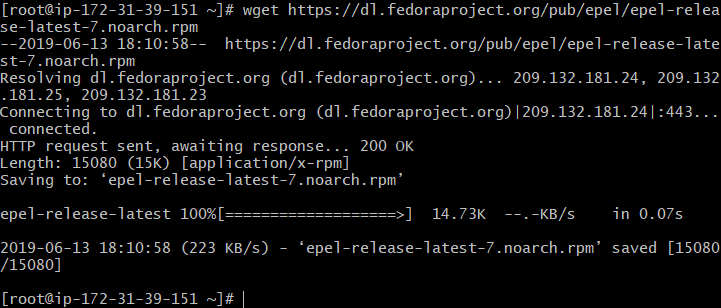 [root@ip-172-31-39-151 ~]# wget https://dl.fedoraproject.org/pub/epel/epel-relea
se-latest-7.noarch.rpm
--2019-06-13 18:10:58--  https://dl.fedoraproject.org/pub/epel/epel-release-late
st-7.noarch.rpm
Resolving dl.fedoraproject.org (dl.fedoraproject.org)... 209.132.181.24, 209.132
.181.25, 209.132.181.23
Connecting to dl.fedoraproject.org (dl.fedoraproject.org)|209.132.181.24|:443...
 connected.
HTTP request sent, awaiting response... 200 OK
Length: 15080 (15K) [application/x-rpm]
Saving to: ‘epel-release-latest-7.noarch.rpm’
epel-release-latest 100%[===================>]  14.73K  --.-KB/s    in 0.07s
2019-06-13 18:10:58 (223 KB/s) - ‘epel-release-latest-7.noarch.rpm’ saved [15080
/15080]
[root@ip-172-31-39-151 ~]#